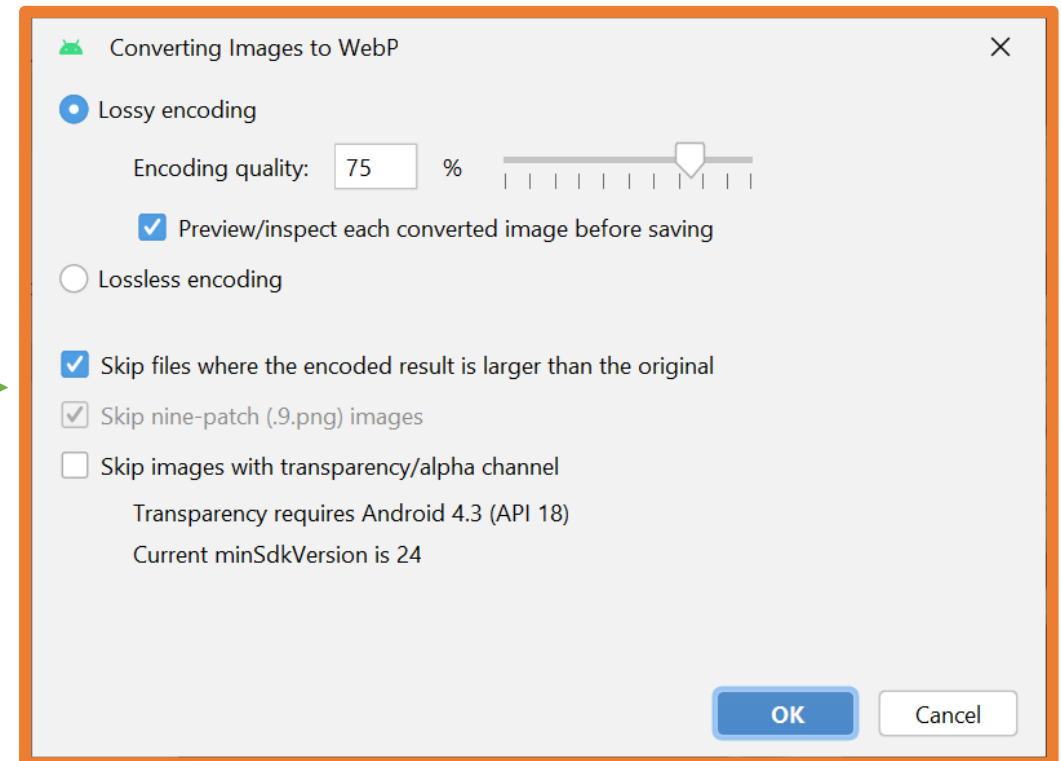 Converting Images to WebP
Lossy encoding
Encoding quality: 75 %
Preview/inspect each converted image before saving
Lossless encoding
Skip files where the encoded result is larger than the original
Skip nine-patch (.9.png) images
Skip images with transparency/alpha channel
Transparency requires Android 4.3 (API 18)
Current minSdkVersion is 24
OK Cancel